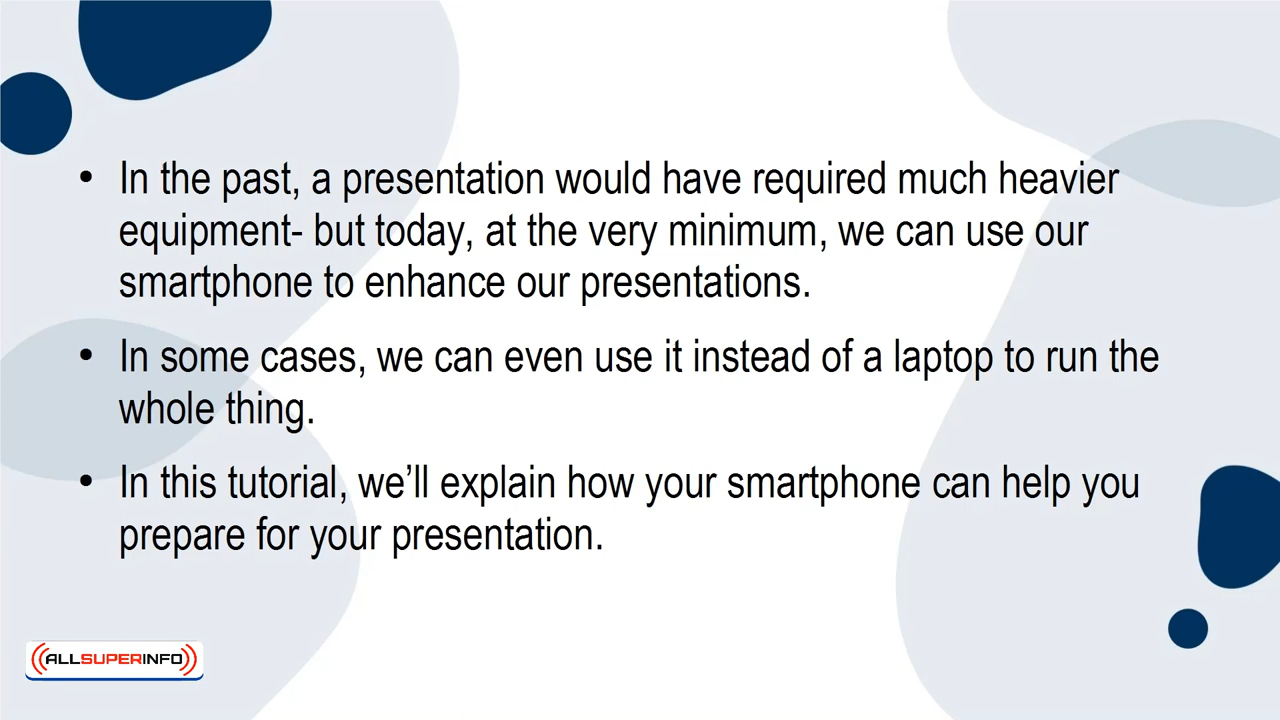 • In the past, a presentation would have required much heavier
equipment- but today, at the very minimum, we can use our
smartphone to enhance our presentations.
• In some cases, we can even use it instead of a laptop to run the
whole thing.
• In this tutorial, we’ll explain how your smartphone can help you
prepare for your presentation.
ALLSUPERINFO